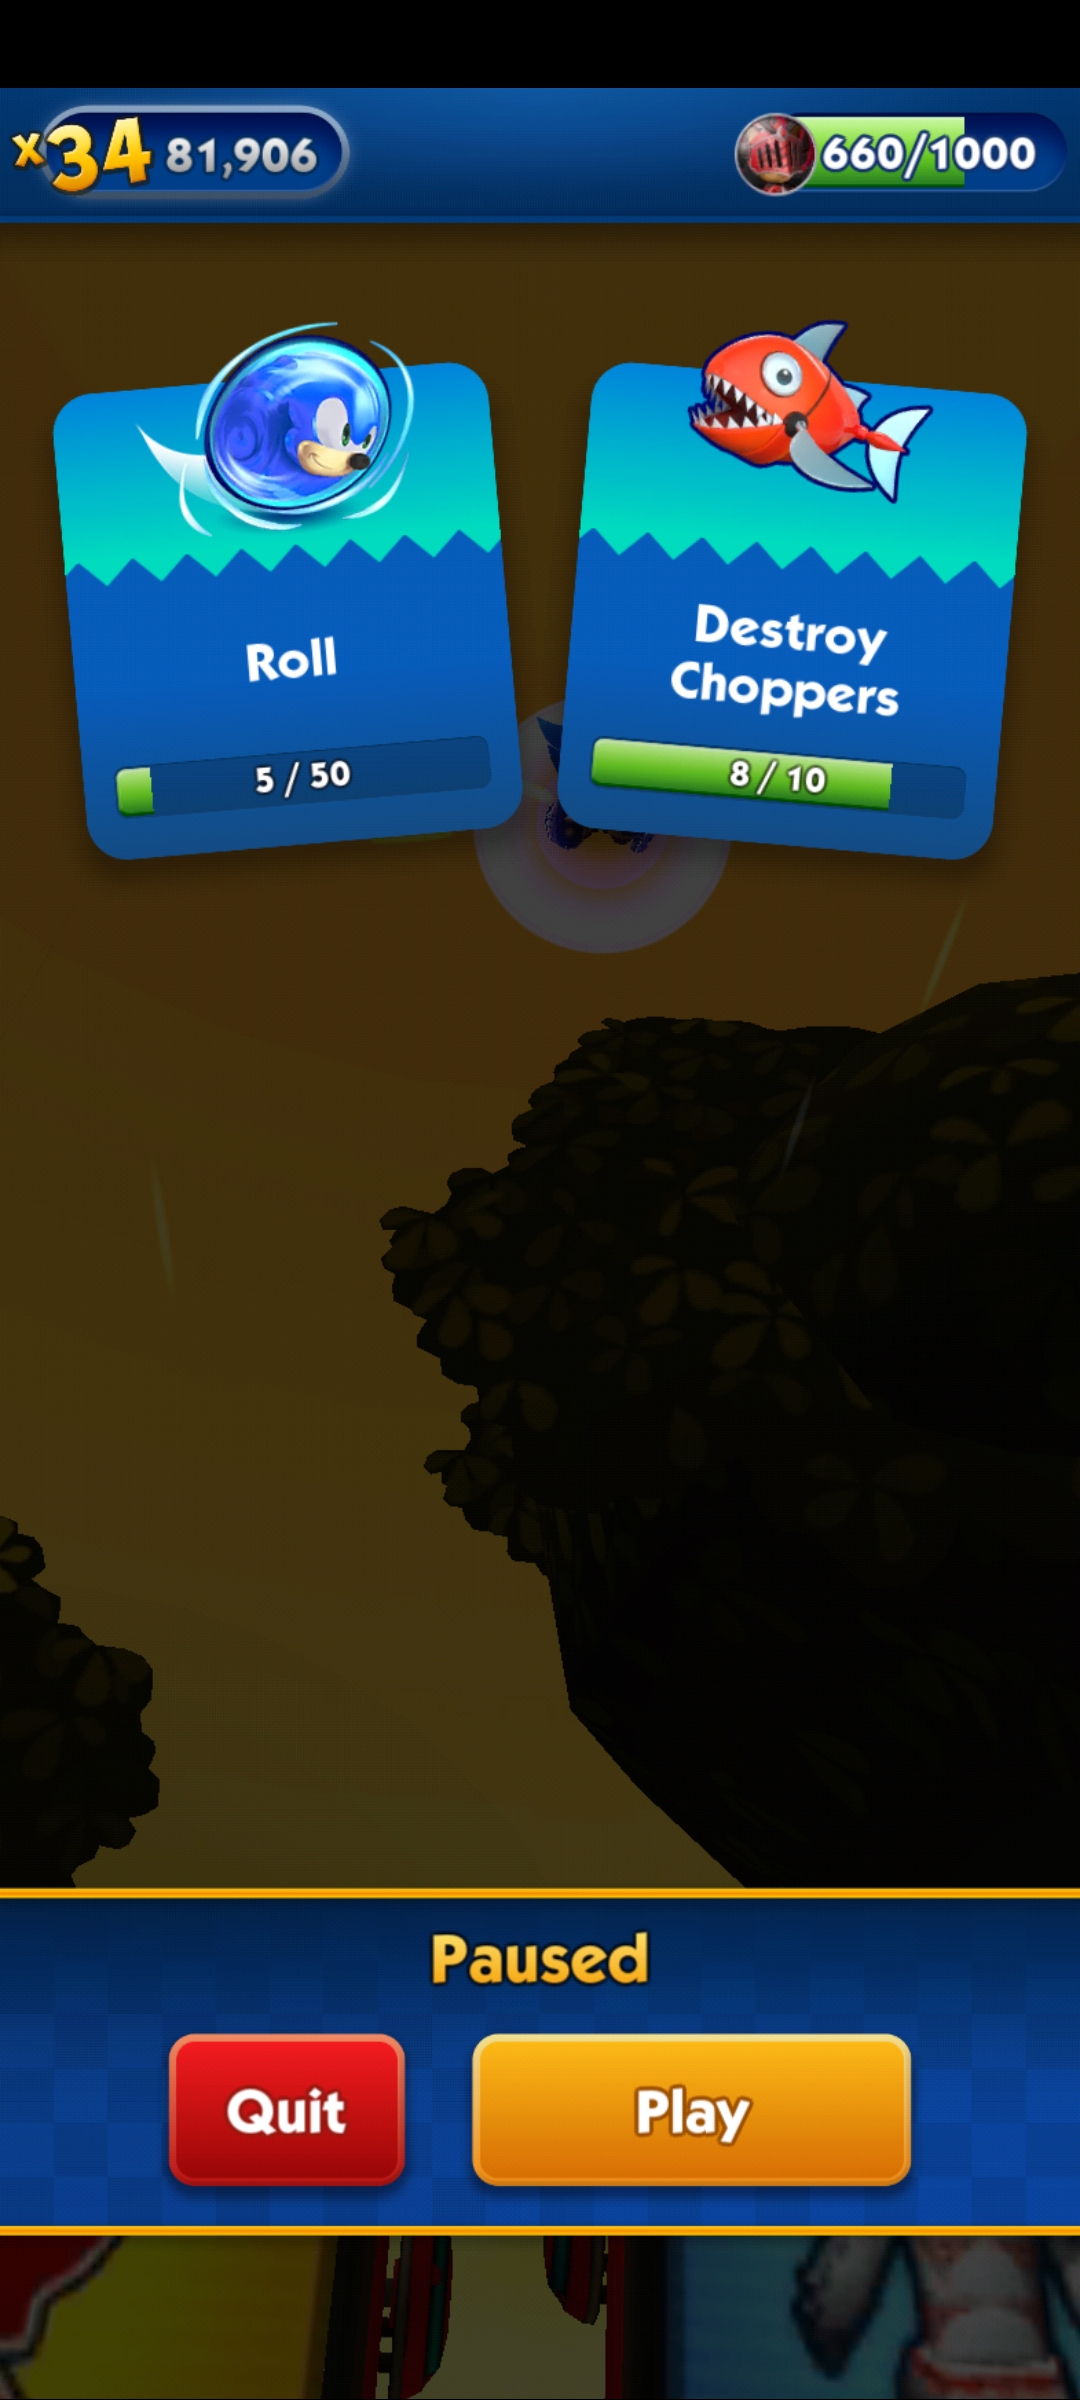 x34 81,906
660/1000
Roll
5 / 50
Destroy
Choppers
8 / 10
Paused
Quit
Play